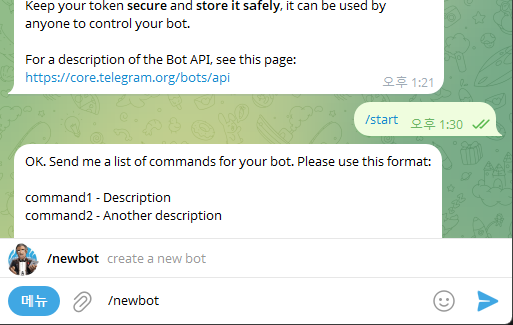 Keep your token secure and store it safely, it can be used by
anyone to control your bot.
For a description of the Bot API, see this page:
https://core.telegram.org/bots/api
오후 1:21
/start 오후 1:30
OK. Send me a list of commands for your bot. Please use this format:
command1 - Description
command2 - Another description
/newbot create a new bot
메뉴 /newbot